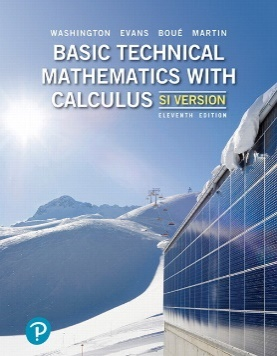 WASHINGTON EVANS BOUÉ MARTIN
BASIC TECHNICAL
MATHEMATICS WITH
CALCULUS SI VERSION
ELEVENTH EDITION
P